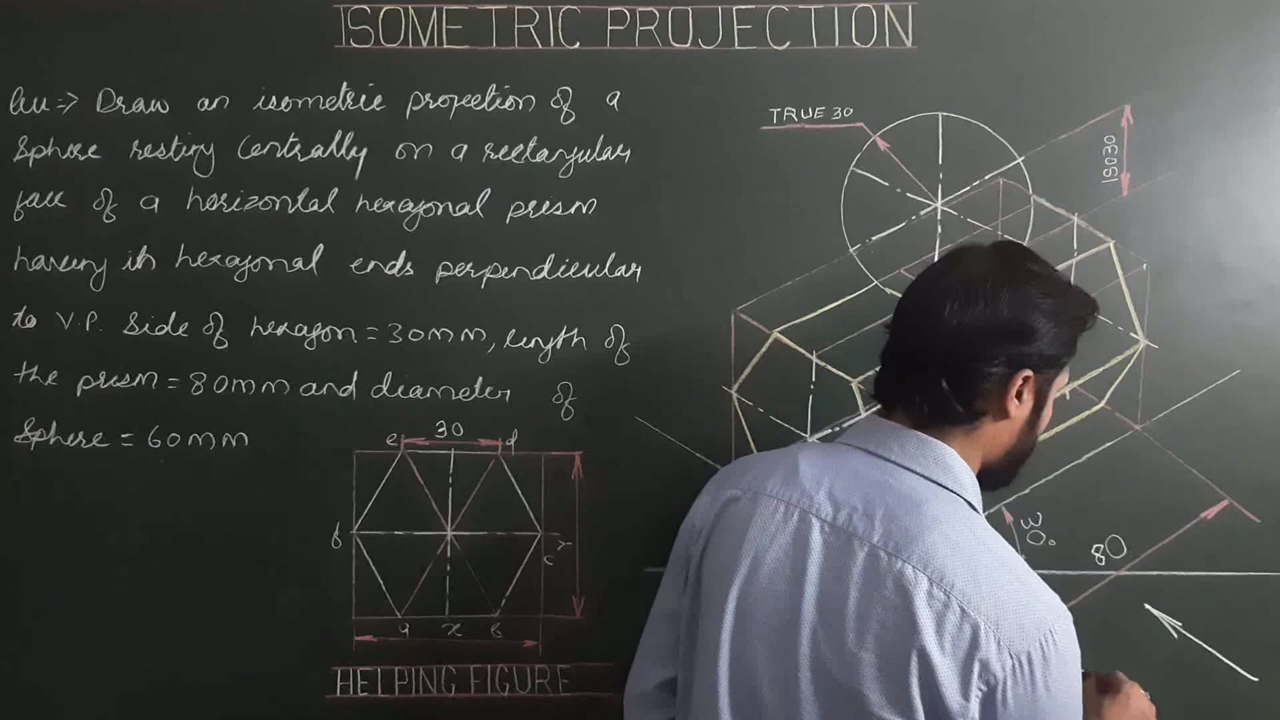 ISOMETRIC PROJECTION
Qu => Draw an isometric projection of a
Sphere resting Centrally on a rectangular
face of a horizontal hexagonal prism
having its hexagonal ends perpendicular
to V.P. Side of hexagon = 30mm, length of
the prism = 80mm and diameter of
Sphere = 60mm
TRUE 30
ISO30
e 30 d
f
c
y
a x b
30°
80
HELPING FIGURE